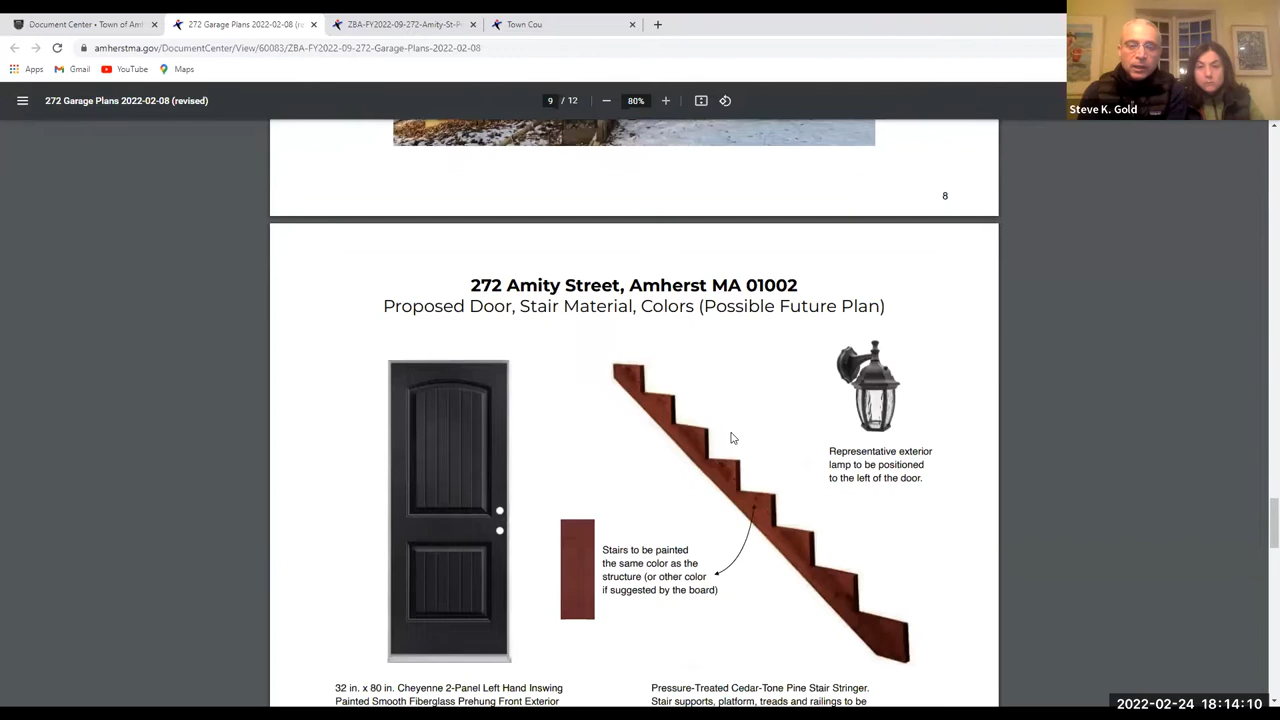 Document Center • Town of Am
272 Garage Plans 2022-02-08 (re
ZBA-FY2022-09-272-Amity-St-P
Town Cou
amherstma.gov/DocumentCenter/View/60083/ZBA-FY2022-09-272-Garage-Plans-2022-02-08
Apps
Gmail
YouTube
Maps
Steve K. Gold
272 Garage Plans 2022-02-08 (revised)
9 / 12
80%
8
272 Amity Street, Amherst MA 01002
Proposed Door, Stair Material, Colors (Possible Future Plan)
Representative exterior
lamp to be positioned
to the left of the door.
Stairs to be painted
the same color as the
structure (or other color
if suggested by the board)
32 in. x 80 in. Cheyenne 2-Panel Left Hand Inswing
Painted Smooth Fiberglass Prehung Front Exterior
Pressure-Treated Cedar-Tone Pine Stair Stringer.
Stair supports, platform, treads and railings to be
2022-02-24 18:14:10